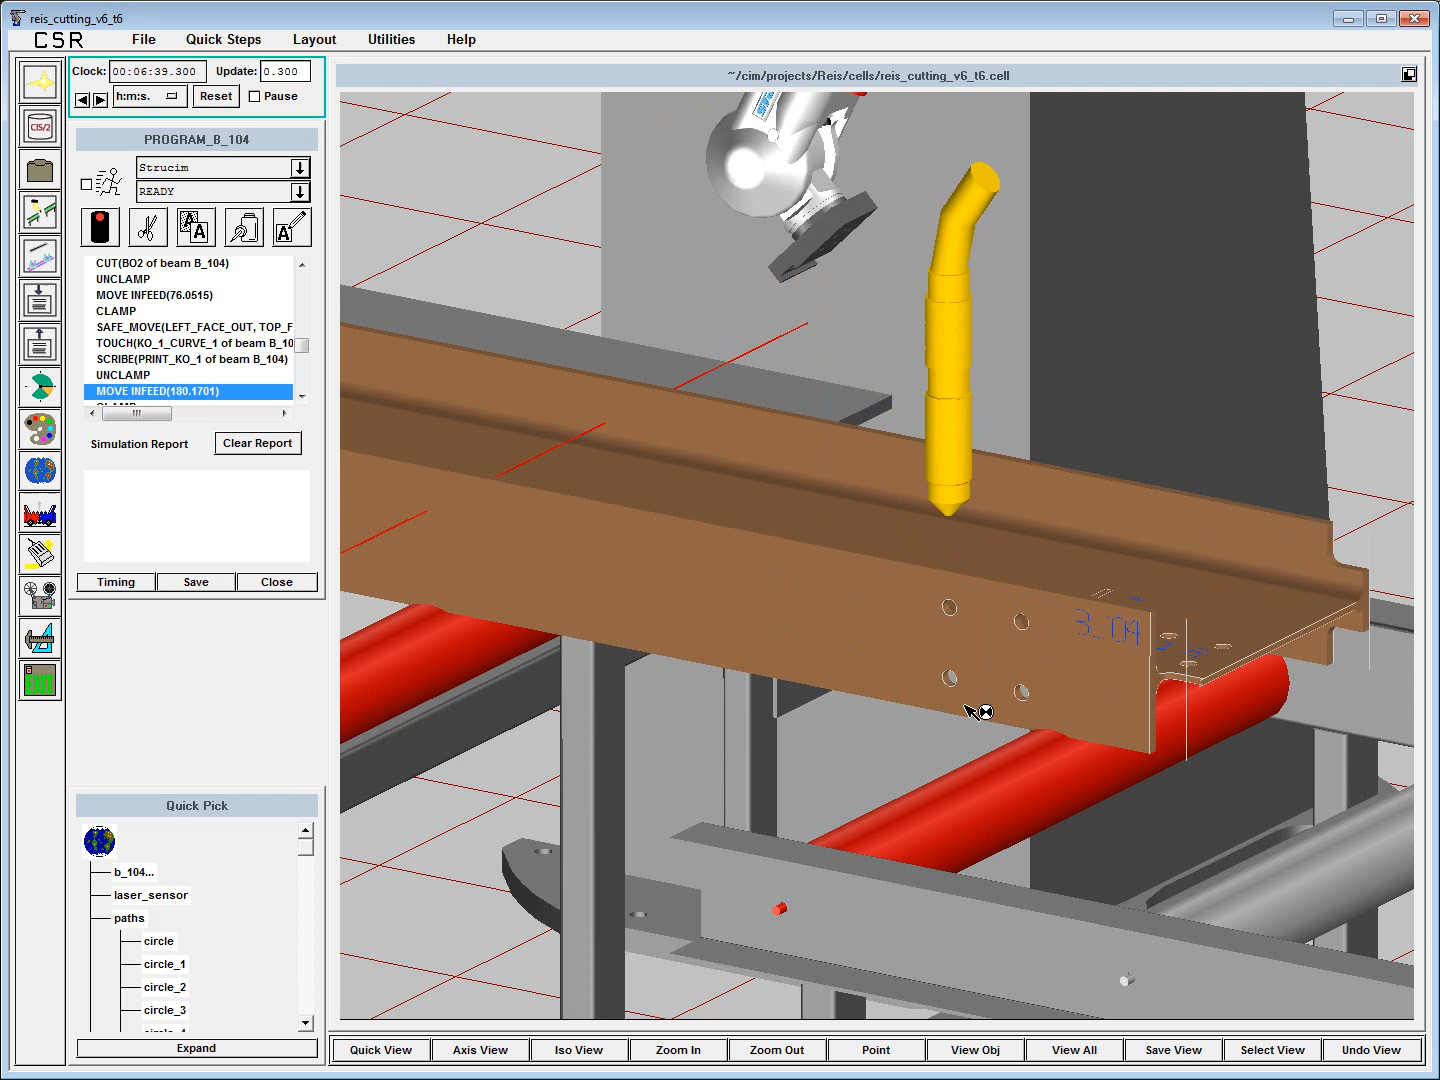 reis_cutting_v6_t6
CSR File Quick Steps Layout Utilities Help
Clock: 00:06:39.300 Update: 0.300
h:m:s. Reset Pause
~/cim/projects/Reis/cells/reis_cutting_v6_t6.cell
CIS/2
EXIT
PROGRAM_B_104
Strucim
READY
A A A
CUT(BO2 of beam B_104)
UNCLAMP
MOVE INFEED(76.0515)
CLAMP
SAFE_MOVE(LEFT_FACE_OUT, TOP_F
TOUCH(KO_1_CURVE_1 of beam B_10
SCRIBE(PRINT_KO_1 of beam B_104)
UNCLAMP
MOVE INFEED(180.1701)
Simulation Report Clear Report
Timing Save Close
Quick Pick
b_104...
laser_sensor
paths
circle
circle_1
circle_2
circle_3
Expand
Quick View Axis View Iso View Zoom In Zoom Out Point View Obj View All Save View Select View Undo View